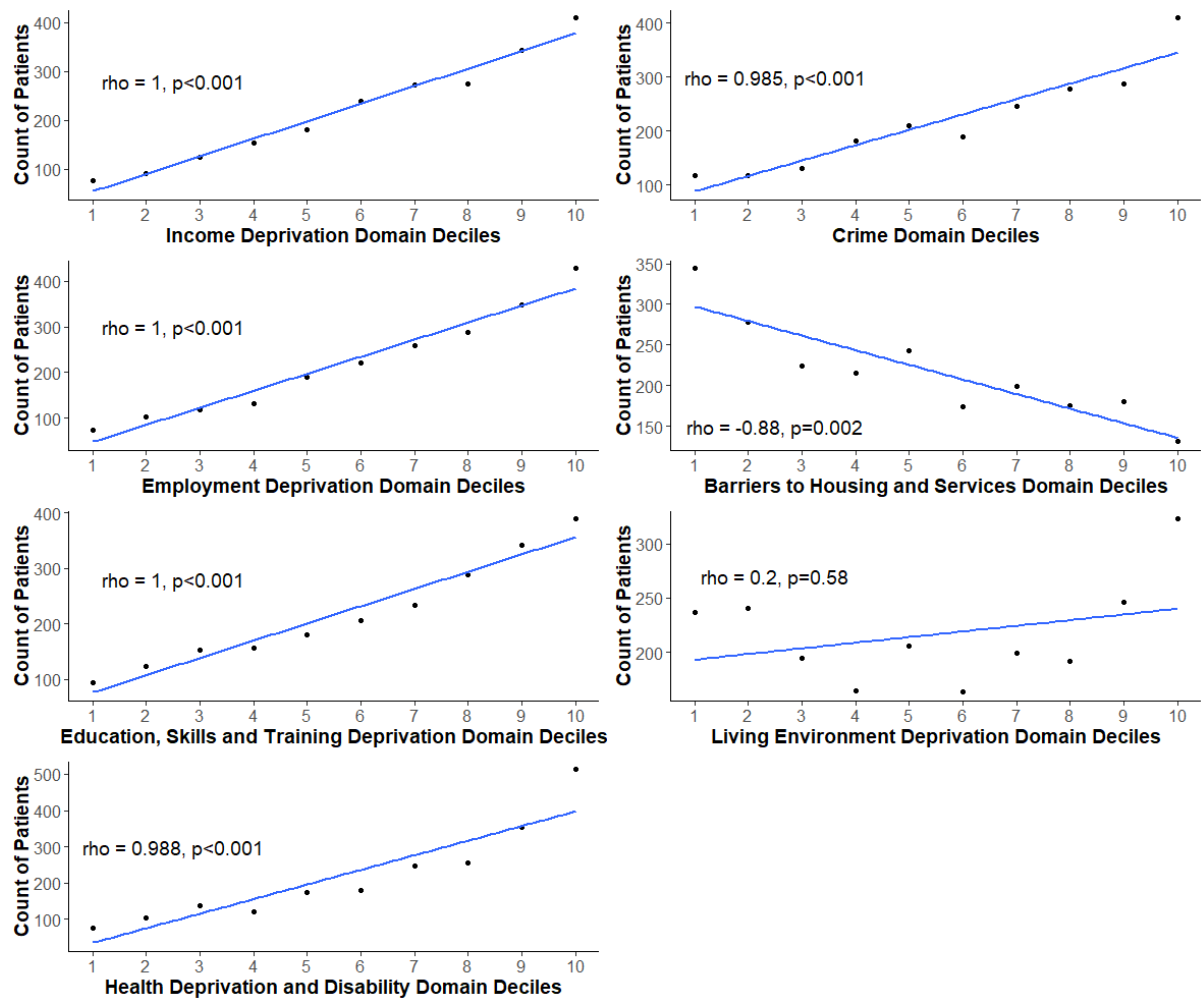 Count of Patients
400
300
200
100
rho = 1, p<0.001
1 2 3 4 5 6 7 8 9 10
Income Deprivation Domain Deciles
Count of Patients
400
300
200
100
rho = 0.985, p<0.001
1 2 3 4 5 6 7 8 9 10
Crime Domain Deciles
Count of Patients
400
300
200
100
rho = 1, p<0.001
1 2 3 4 5 6 7 8 9 10
Employment Deprivation Domain Deciles
Count of Patients
350
300
250
200
150
rho = -0.88, p=0.002
1 2 3 4 5 6 7 8 9 10
Barriers to Housing and Services Domain Deciles
Count of Patients
400
300
200
100
rho = 1, p<0.001
1 2 3 4 5 6 7 8 9 10
Education, Skills and Training Deprivation Domain Deciles
Count of Patients
300
250
200
rho = 0.2, p=0.58
1 2 3 4 5 6 7 8 9 10
Living Environment Deprivation Domain Deciles
Count of Patients
500
400
300
200
100
rho = 0.988, p<0.001
1 2 3 4 5 6 7 8 9 10
Health Deprivation and Disability Domain Deciles